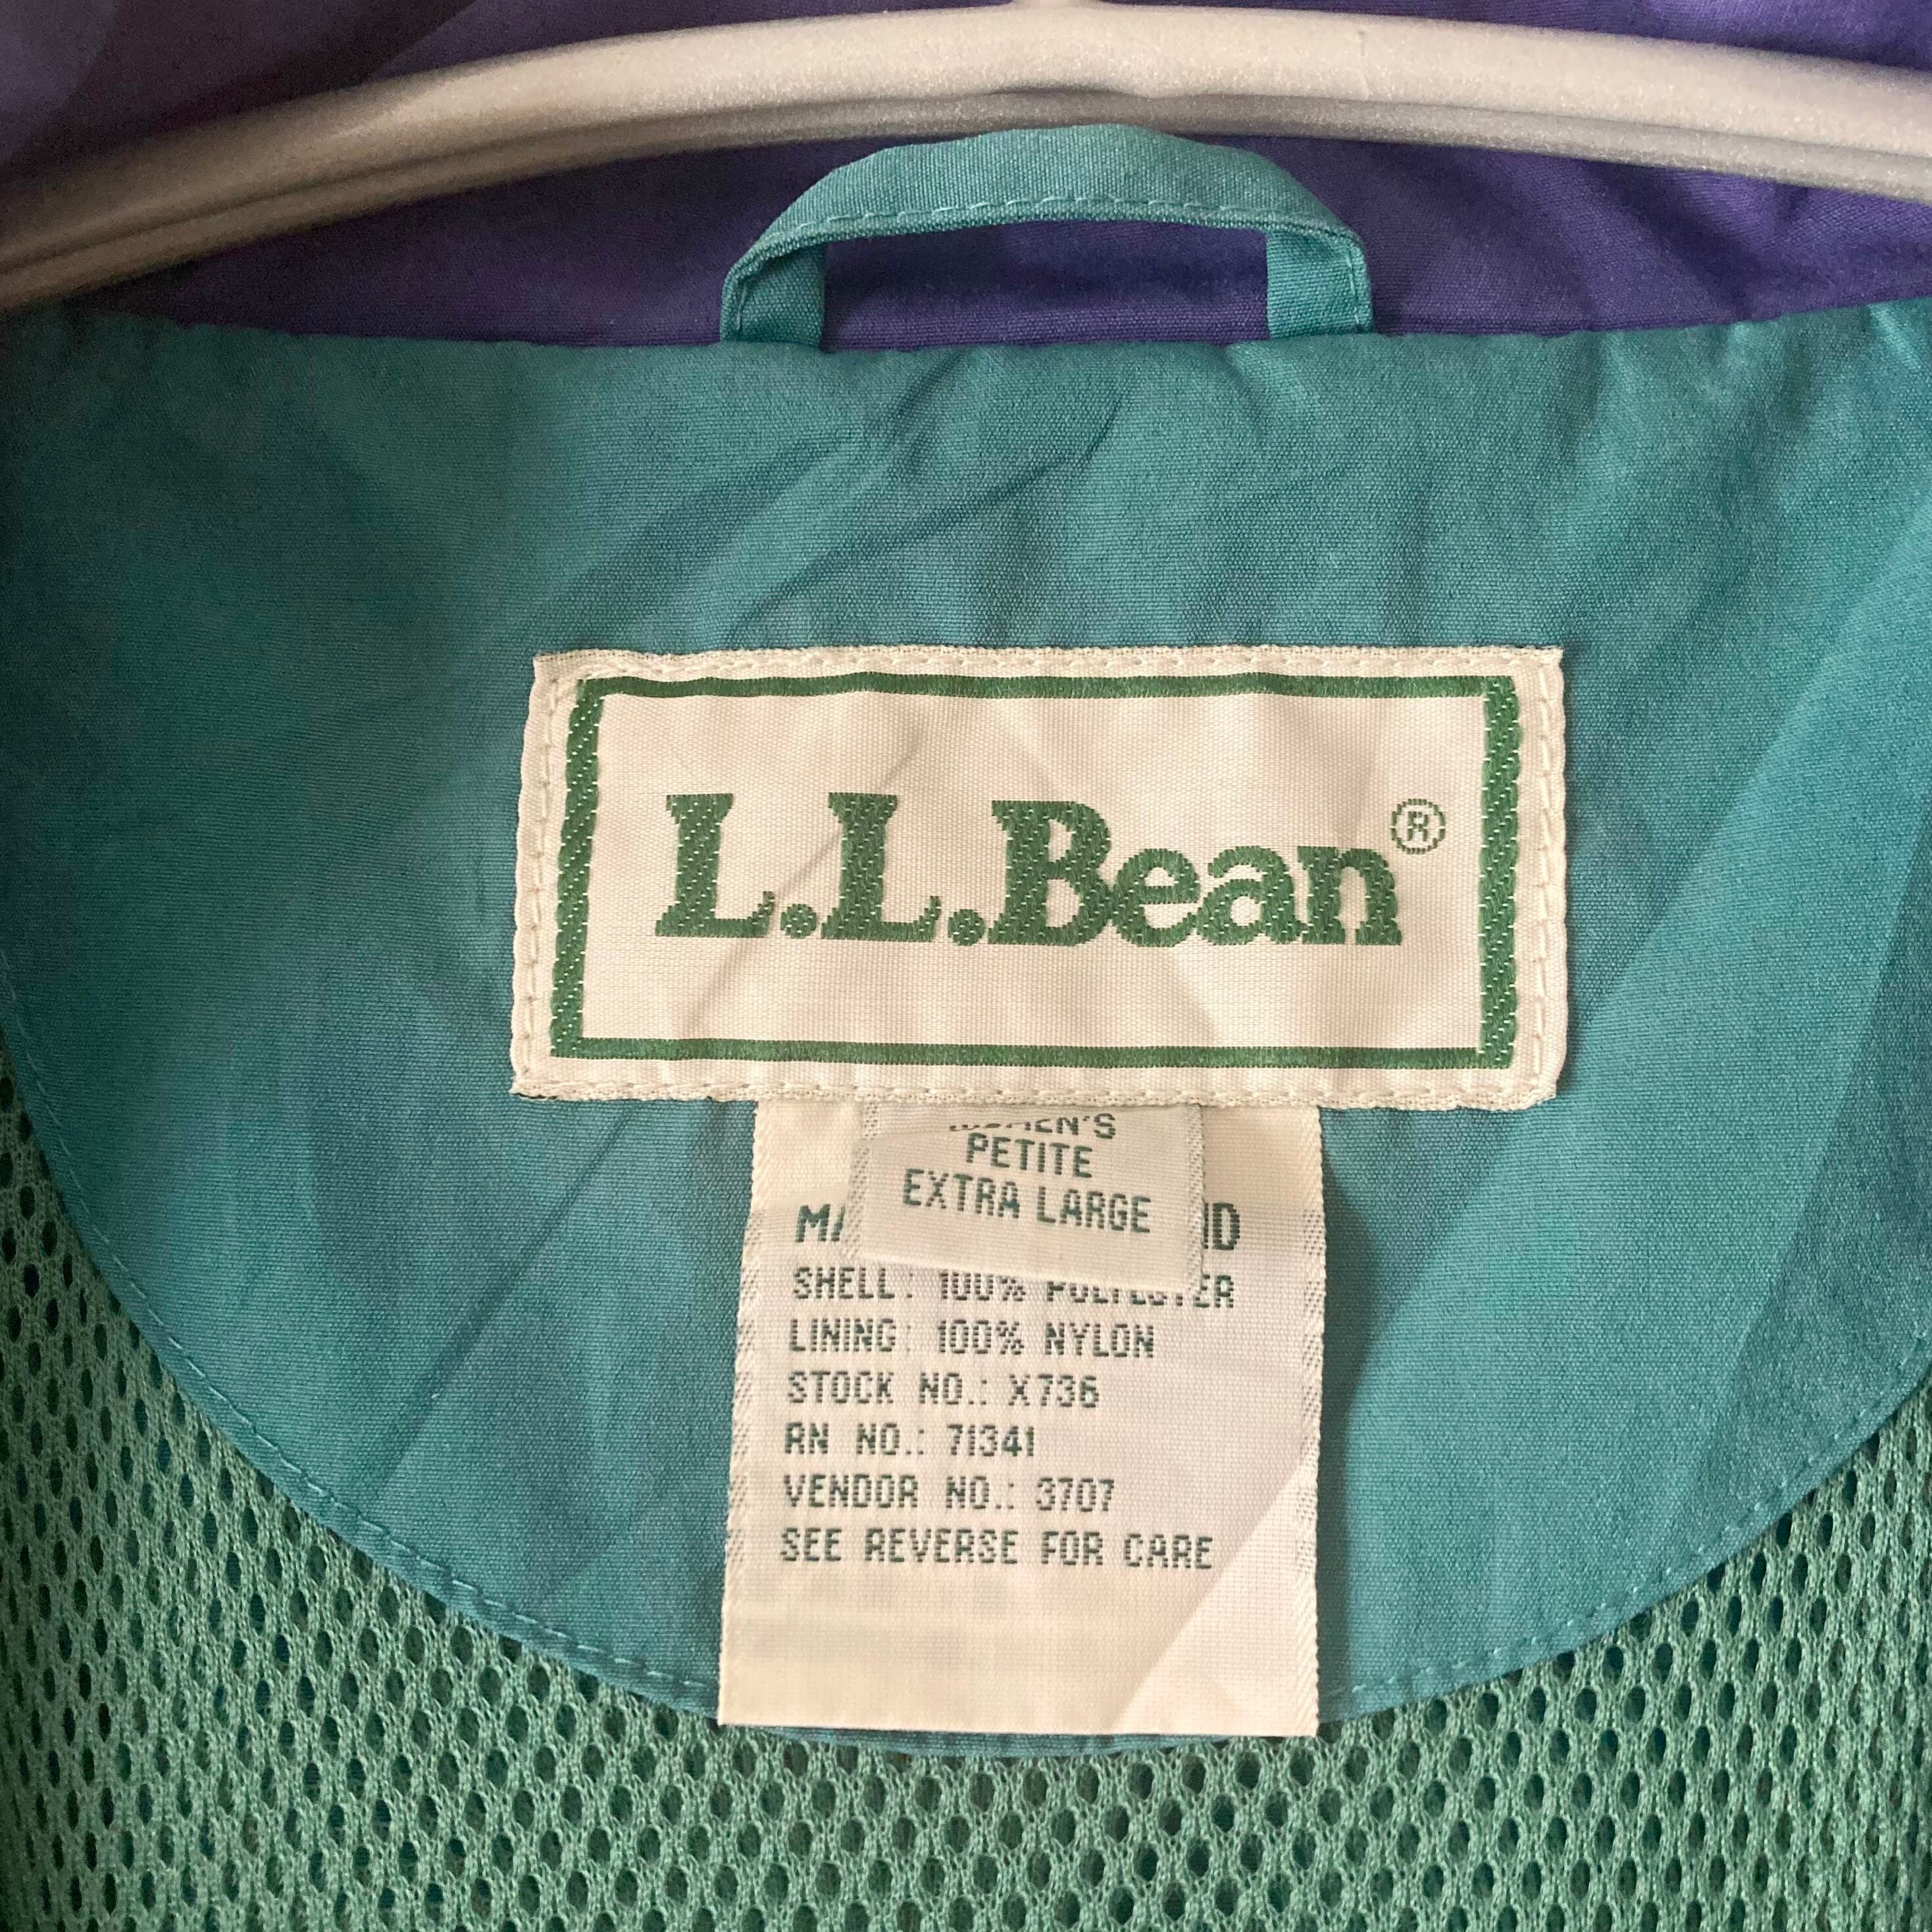 L.L.Bean®
PETITE
EXTRA LARGE
SHELL: 100% POLYESTER
LINING: 100% NYLON
STOCK NO.: X736
RN NO.: 71341
VENDOR NO.: 3707
SEE REVERSE FOR CARE